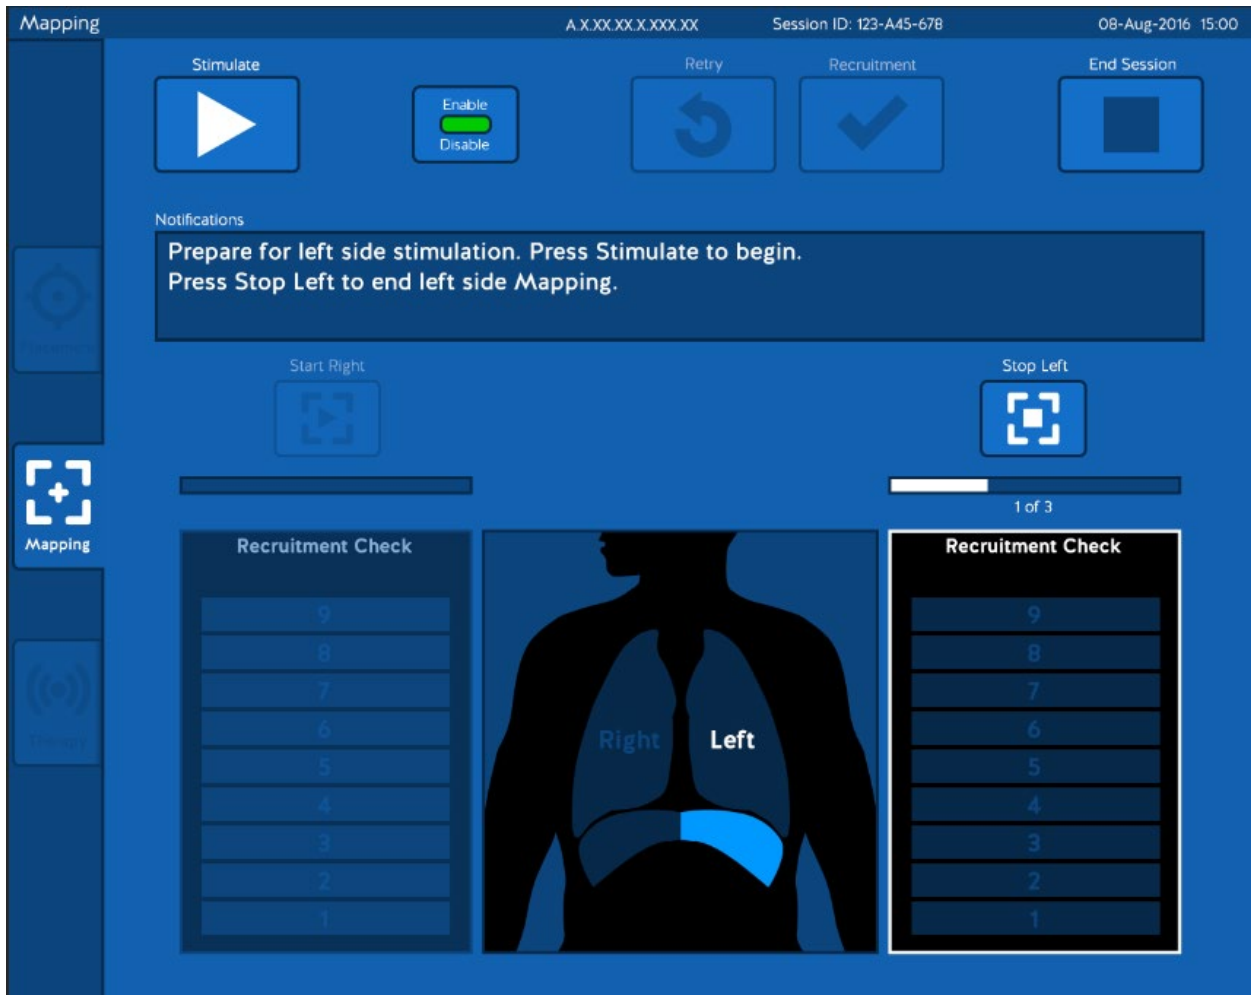 Mapping
A.X.XX.XX.X.XXX.XX
Session ID: 123-A45-678
08-Aug-2016 15:00
Stimulate
Enable
Disable
Retry
Recruitment
End Session
Notifications
Prepare for left side stimulation. Press Stimulate to begin.
Press Stop Left to end left side Mapping.
Placement
Start Right
Stop Left
1 of 3
Mapping
Recruitment Check
9
8
7
6
5
4
3
2
1
Right
Left
Recruitment Check
9
8
7
6
5
4
3
2
1
Therapy